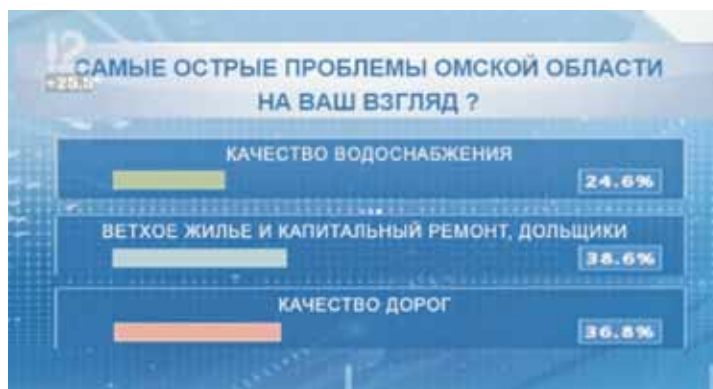 12
САМЫЕ ОСТРЫЕ ПРОБЛЕМЫ ОМСКОЙ ОБЛАСТИ
НА ВАШ ВЗГЛЯД ?
КАЧЕСТВО ВОДОСНАБЖЕНИЯ
24.6%
ВЕТХОЕ ЖИЛЬЕ И КАПИТАЛЬНЫЙ РЕМОНТ, ДОЛЬЩИКИ
38.6%
КАЧЕСТВО ДОРОГ
36.8%